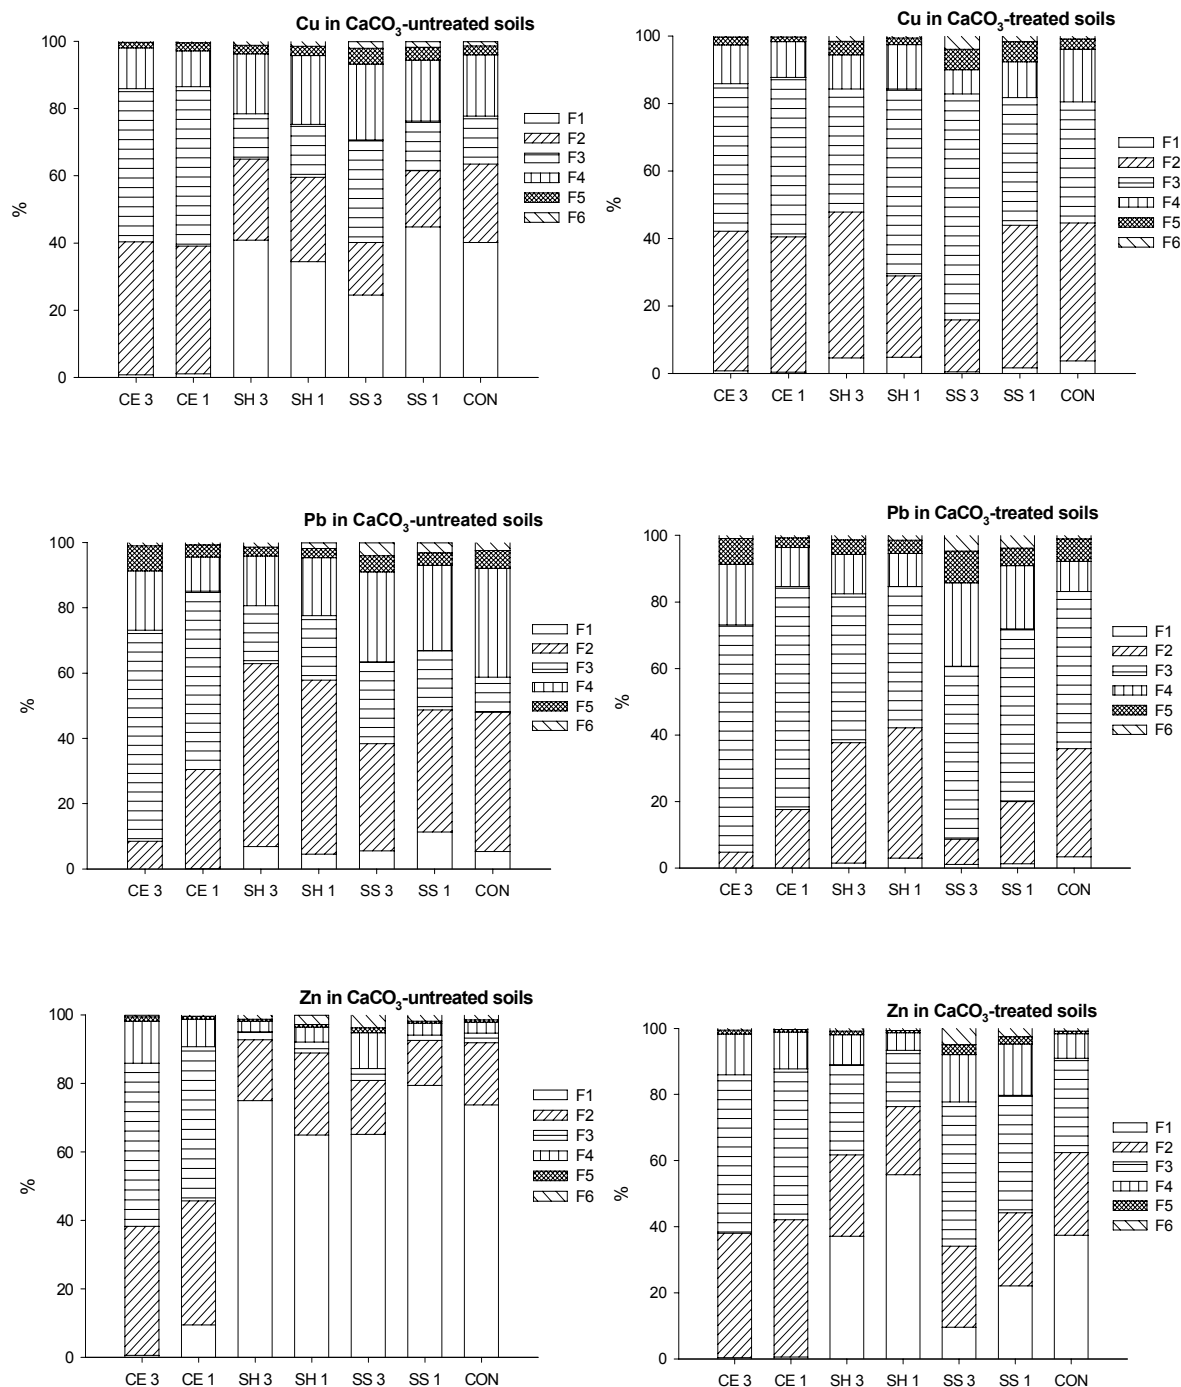 Cu in CaCO₃-untreated soils
100
80
60
40
20
0
%
CE 3 CE 1 SH 3 SH 1 SS 3 SS 1 CON
F1
F2
F3
F4
F5
F6
Cu in CaCO₃-treated soils
100
80
60
40
20
0
%
CE 3 CE 1 SH 3 SH 1 SS 3 SS 1 CON
F1
F2
F3
F4
F5
F6
Pb in CaCO₃-untreated soils
100
80
60
40
20
0
%
CE 3 CE 1 SH 3 SH 1 SS 3 SS 1 CON
F1
F2
F3
F4
F5
F6
Pb in CaCO₃-treated soils
100
80
60
40
20
0
%
CE 3 CE 1 SH 3 SH 1 SS 3 SS 1 CON
F1
F2
F3
F4
F5
F6
Zn in CaCO₃-untreated soils
100
80
60
40
20
0
%
CE 3 CE 1 SH 3 SH 1 SS 3 SS 1 CON
F1
F2
F3
F4
F5
F6
Zn in CaCO₃-treated soils
100
80
60
40
20
0
%
CE 3 CE 1 SH 3 SH 1 SS 3 SS 1 CON
F1
F2
F3
F4
F5
F6